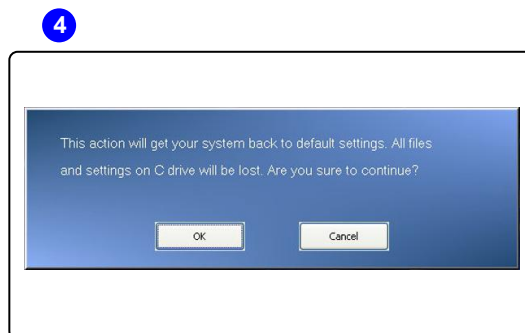 4
This action will get your system back to default settings. All files
and settings on C drive will be lost. Are you sure to continue?
OK
Cancel